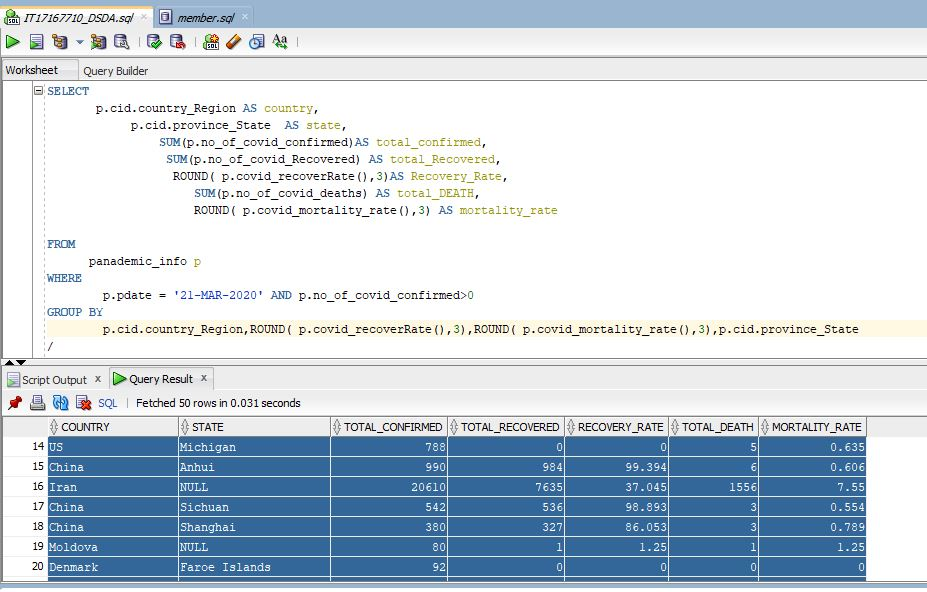 IT17167710_DSDA.sql × member.sql ×
Worksheet Query Builder
SELECT
p.cid.country_Region AS country,
p.cid.province_State AS state,
SUM(p.no_of_covid_confirmed)AS total_confirmed,
SUM(p.no_of_covid_Recovered) AS total_Recovered,
ROUND( p.covid_recoverRate(),3)AS Recovery_Rate,
SUM(p.no_of_covid_deaths) AS total_DEATH,
ROUND( p.covid_mortality_rate(),3) AS mortality_rate
FROM
panademic_info p
WHERE
p.pdate = '21-MAR-2020' AND p.no_of_covid_confirmed>0
GROUP BY
p.cid.country_Region,ROUND( p.covid_recoverRate(),3),ROUND( p.covid_mortality_rate(),3),p.cid.province_State
/
Script Output × Query Result ×
SQL | Fetched 50 rows in 0.031 seconds
COUNTRY STATE TOTAL_CONFIRMED TOTAL_RECOVERED RECOVERY_RATE TOTAL_DEATH MORTALITY_RATE
14 US Michigan 788 0 0 5 0.635
15 China Anhui 990 984 99.394 6 0.606
16 Iran NULL 20610 7635 37.045 1556 7.55
17 China Sichuan 542 536 98.893 3 0.554
18 China Shanghai 380 327 86.053 3 0.789
19 Moldova NULL 80 1 1.25 1 1.25
20 Denmark Faroe Islands 92 0 0 0 0